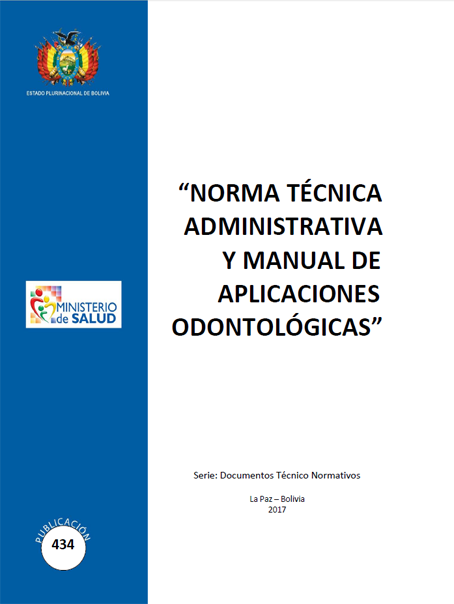 ESTADO PLURINACIONAL DE BOLIVIA
“NORMA TÉCNICA
ADMINISTRATIVA
Y MANUAL DE
APLICACIONES
ODONTOLÓGICAS”
MINISTERIO
de SALUD
Serie: Documentos Técnico Normativos
La Paz – Bolivia
2017
PUBLICACIÓN
434